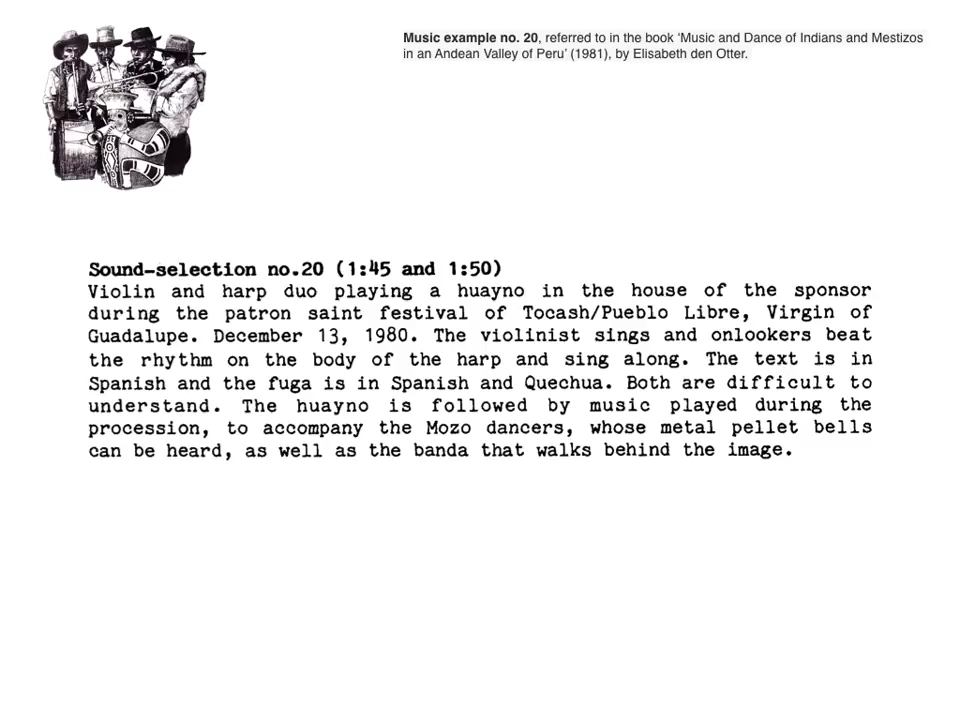 Music example no. 20, referred to in the book ‘Music and Dance of Indians and Mestizos
in an Andean Valley of Peru’ (1981), by Elisabeth den Otter.
Sound-selection no.20 (1:45 and 1:50)
Violin and harp duo playing a huayno in the house of the sponsor
during the patron saint festival of Tocash/Pueblo Libre, Virgin of
Guadalupe. December 13, 1980. The violinist sings and onlookers beat
the rhythm on the body of the harp and sing along. The text is in
Spanish and the fuga is in Spanish and Quechua. Both are difficult to
understand. The huayno is followed by music played during the
procession, to accompany the Mozo dancers, whose metal pellet bells
can be heard, as well as the banda that walks behind the image.